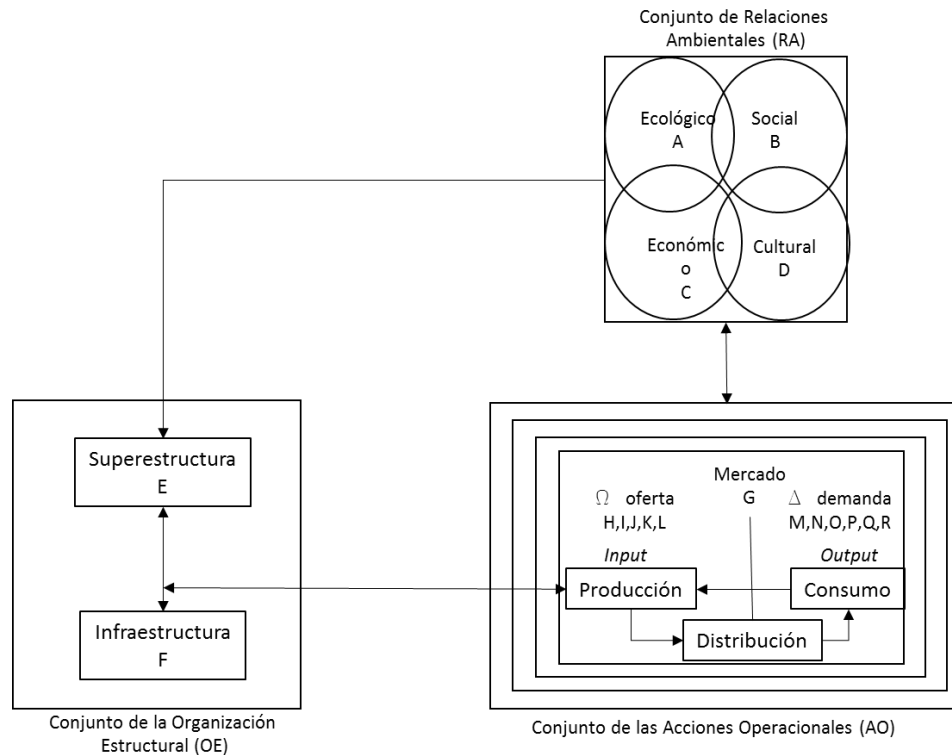 Conjunto de Relaciones
Ambientales (RA)
Ecológico
A
Social
B
Económic
o
C
Cultural
D
Superestructura
E
Infraestructura
F
Conjunto de la Organización
Estructural (OE)
Mercado
G
Ω oferta
H,I,J,K,L
Δ demanda
M,N,O,P,Q,R
Input
Output
Producción
Consumo
Distribución
Conjunto de las Acciones Operacionales (AO)